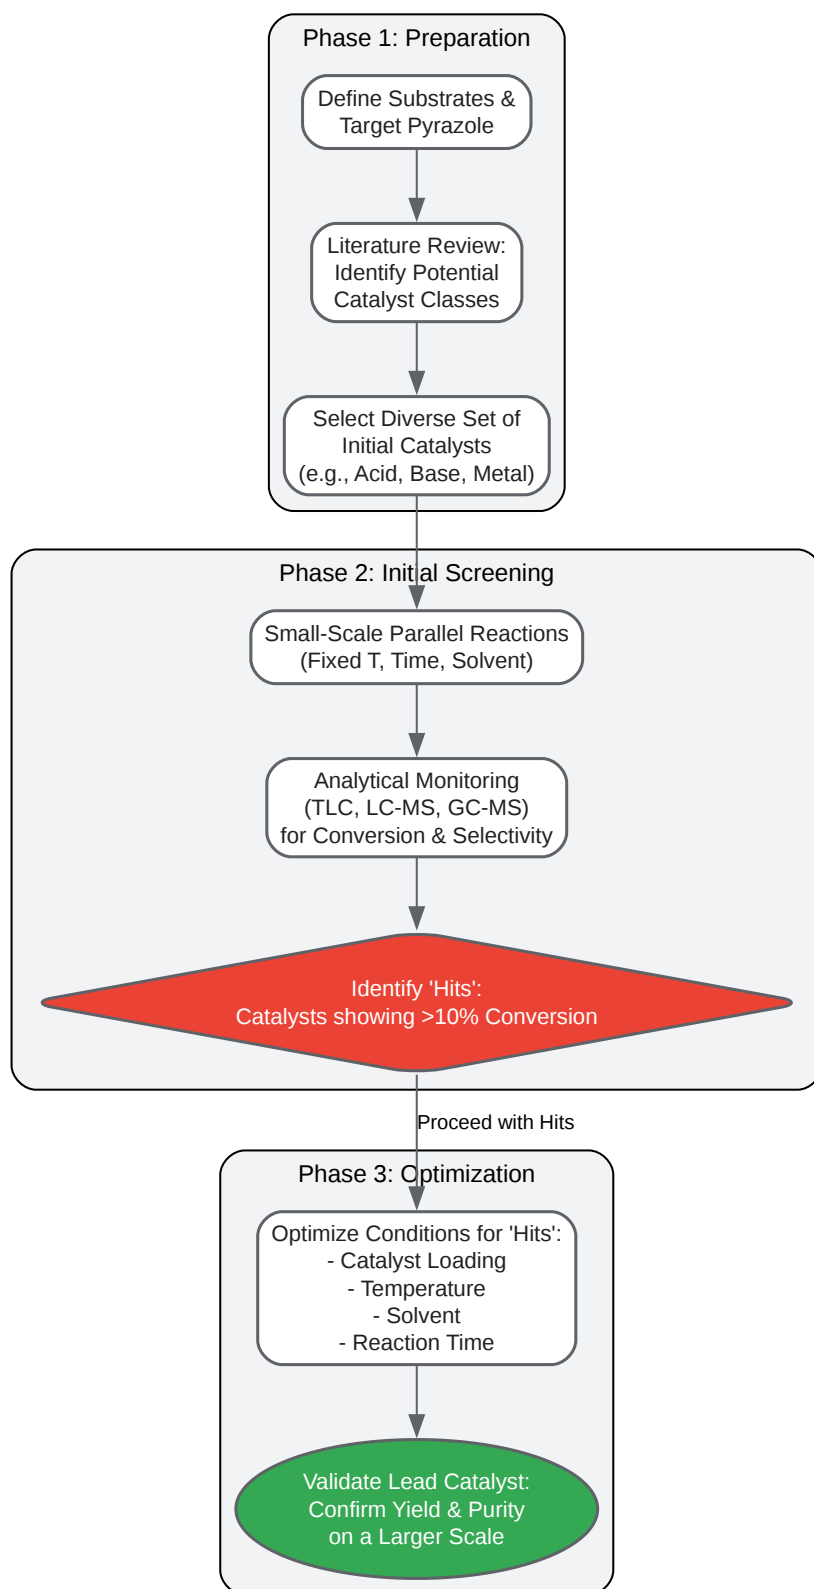 Phase 1: Preparation
Define Substrates &
Target Pyrazole
Literature Review:
Identify Potential
Catalyst Classes
Select Diverse Set of
Initial Catalysts
(e.g., Acid, Base, Metal)
Phase 2: Initial Screening
Small-Scale Parallel Reactions
(Fixed T, Time, Solvent)
Analytical Monitoring
(TLC, LC-MS, GC-MS)
for Conversion & Selectivity
Identify 'Hits':
Catalysts showing >10% Conversion
Proceed with Hits
Phase 3: Optimization
Optimize Conditions for 'Hits':
- Catalyst Loading
- Temperature
- Solvent
- Reaction Time
Validate Lead Catalyst:
Confirm Yield & Purity
on a Larger Scale